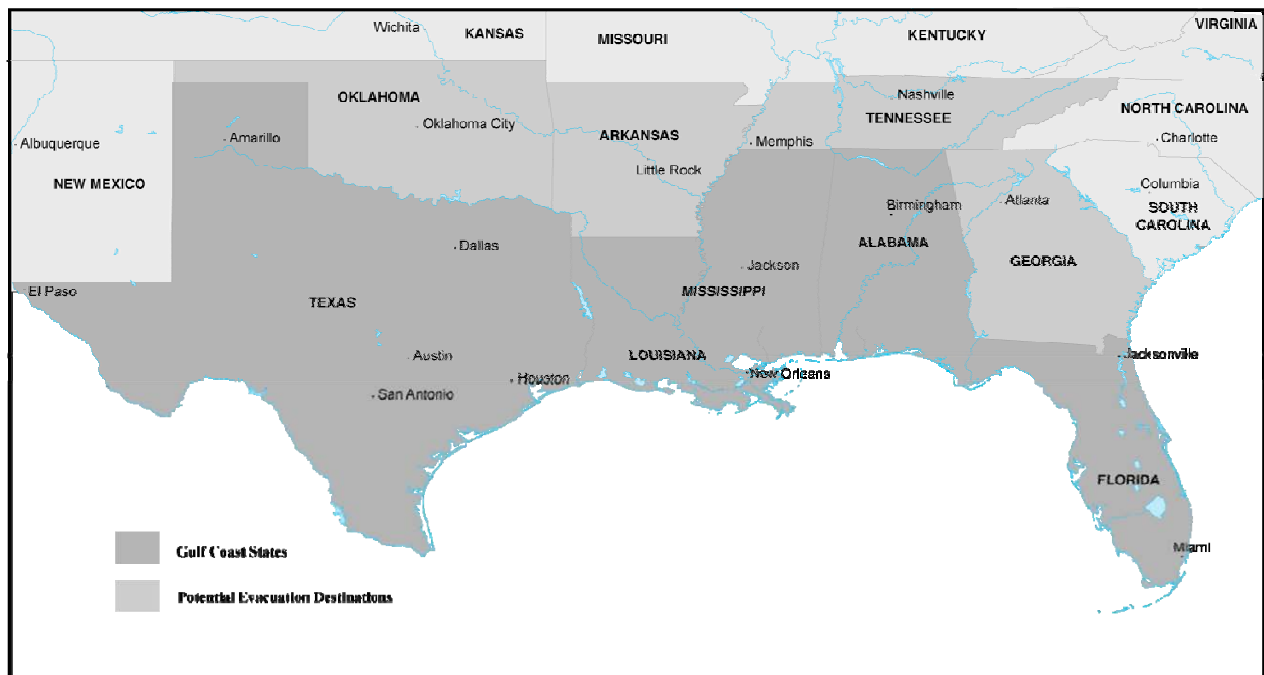 VIRGINIA
Wichita
KANSAS
MISSOURI
KENTUCKY
OKLAHOMA
Nashville
NORTH CAROLINA
TENNESSEE
Oklahoma City
ARKANSAS
Amarillo
Memphis
Charlotte
Albuquerque
Little Rock
NEW MEXICO
Columbia
Birmingham
Atlanta
SOUTH
CAROLINA
Dallas
ALABAMA
GEORGIA
Jackson
El Paso
MISSISSIPPI
TEXAS
Austin
LOUISIANA
Jacksonville
Houston
New Orleans
San Antonio
FLORIDA
Miami
Gulf Coast States
Potential Evacuation Destinations